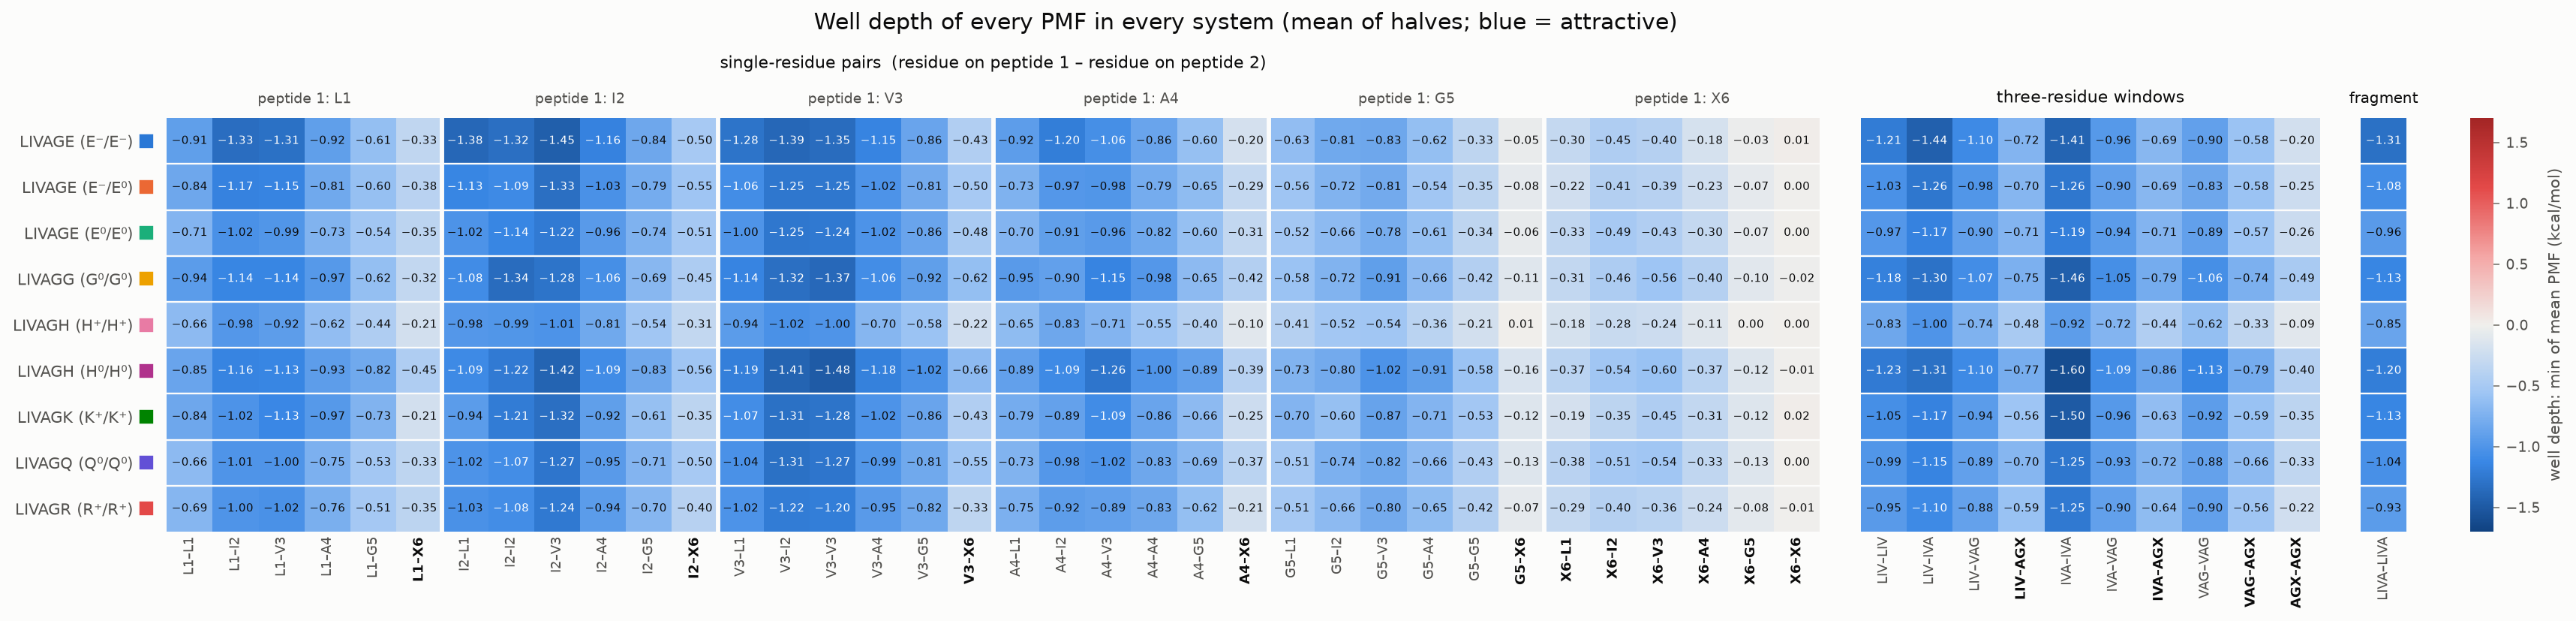 Well depth of every PMF in every system (mean of halves; blue = attractive)
single-residue pairs (residue on peptide 1 – residue on peptide 2)
peptide 1: L1 peptide 1: I2 peptide 1: V3 peptide 1: A4 peptide 1: G5 peptide 1: X6 three-residue windows fragment
LIVAGE (E⁻/E⁻) −0.91 −1.33 −1.31 −0.92 −0.61 −0.33 −1.38 −1.32 −1.45 −1.16 −0.84 −0.50 −1.28 −1.39 −1.35 −1.15 −0.86 −0.43 −0.92 −1.20 −1.06 −0.86 −0.60 −0.20 −0.63 −0.81 −0.83 −0.62 −0.33 −0.05 −0.30 −0.45 −0.40 −0.18 −0.03 0.01 −1.21 −1.44 −1.10 −0.72 −1.41 −0.96 −0.69 −0.90 −0.58 −0.20 −1.31
LIVAGE (E⁻/E⁰) −0.84 −1.17 −1.15 −0.81 −0.60 −0.38 −1.13 −1.09 −1.33 −1.03 −0.79 −0.55 −1.06 −1.25 −1.25 −1.02 −0.81 −0.50 −0.73 −0.97 −0.98 −0.79 −0.65 −0.29 −0.56 −0.72 −0.81 −0.54 −0.35 −0.08 −0.22 −0.41 −0.39 −0.23 −0.07 0.00 −1.03 −1.26 −0.98 −0.70 −1.26 −0.90 −0.69 −0.83 −0.58 −0.25 −1.08
LIVAGE (E⁰/E⁰) −0.71 −1.02 −0.99 −0.73 −0.54 −0.35 −1.02 −1.14 −1.22 −0.96 −0.74 −0.51 −1.00 −1.25 −1.24 −1.02 −0.86 −0.48 −0.70 −0.91 −0.96 −0.82 −0.60 −0.31 −0.52 −0.66 −0.78 −0.61 −0.34 −0.06 −0.33 −0.49 −0.43 −0.30 −0.07 0.00 −0.97 −1.17 −0.90 −0.71 −1.19 −0.94 −0.71 −0.89 −0.57 −0.26 −0.96
LIVAGG (G⁰/G⁰) −0.94 −1.14 −1.14 −0.97 −0.62 −0.32 −1.08 −1.34 −1.28 −1.06 −0.69 −0.45 −1.14 −1.32 −1.37 −1.06 −0.92 −0.62 −0.95 −0.90 −1.15 −0.98 −0.65 −0.42 −0.58 −0.72 −0.91 −0.66 −0.42 −0.11 −0.31 −0.46 −0.56 −0.40 −0.10 −0.02 −1.18 −1.30 −1.07 −0.75 −1.46 −1.05 −0.79 −1.06 −0.74 −0.49 −1.13
LIVAGH (H⁺/H⁺) −0.66 −0.98 −0.92 −0.62 −0.44 −0.21 −0.98 −0.99 −1.01 −0.81 −0.54 −0.31 −0.94 −1.02 −1.00 −0.70 −0.58 −0.22 −0.65 −0.83 −0.71 −0.55 −0.40 −0.10 −0.41 −0.52 −0.54 −0.36 −0.21 0.01 −0.18 −0.28 −0.24 −0.11 0.00 0.00 −0.83 −1.00 −0.74 −0.48 −0.92 −0.72 −0.44 −0.62 −0.33 −0.09 −0.85
LIVAGH (H⁰/H⁰) −0.85 −1.16 −1.13 −0.93 −0.82 −0.45 −1.09 −1.22 −1.42 −1.09 −0.83 −0.56 −1.19 −1.41 −1.48 −1.18 −1.02 −0.66 −0.89 −1.09 −1.26 −1.00 −0.89 −0.39 −0.73 −0.80 −1.02 −0.91 −0.58 −0.16 −0.37 −0.54 −0.60 −0.37 −0.12 −0.01 −1.23 −1.31 −1.10 −0.77 −1.60 −1.09 −0.86 −1.13 −0.79 −0.40 −1.20
LIVAGK (K⁺/K⁺) −0.84 −1.02 −1.13 −0.97 −0.73 −0.21 −0.94 −1.21 −1.32 −0.92 −0.61 −0.35 −1.07 −1.31 −1.28 −1.02 −0.86 −0.43 −0.79 −0.89 −1.09 −0.86 −0.66 −0.25 −0.70 −0.60 −0.87 −0.71 −0.53 −0.12 −0.19 −0.35 −0.45 −0.31 −0.12 0.02 −1.05 −1.17 −0.94 −0.56 −1.50 −0.96 −0.63 −0.92 −0.59 −0.35 −1.13
LIVAGQ (Q⁰/Q⁰) −0.66 −1.01 −1.00 −0.75 −0.53 −0.33 −1.02 −1.07 −1.27 −0.95 −0.71 −0.50 −1.04 −1.31 −1.27 −0.99 −0.81 −0.55 −0.73 −0.98 −1.02 −0.83 −0.69 −0.37 −0.51 −0.74 −0.82 −0.66 −0.43 −0.13 −0.38 −0.51 −0.54 −0.33 −0.13 0.00 −0.99 −1.15 −0.89 −0.70 −1.25 −0.93 −0.72 −0.88 −0.66 −0.33 −1.04
LIVAGR (R⁺/R⁺) −0.69 −1.00 −1.02 −0.76 −0.51 −0.35 −1.03 −1.08 −1.24 −0.94 −0.70 −0.40 −1.02 −1.22 −1.20 −0.95 −0.82 −0.33 −0.75 −0.92 −0.89 −0.83 −0.62 −0.21 −0.51 −0.66 −0.80 −0.65 −0.42 −0.07 −0.29 −0.40 −0.36 −0.24 −0.08 −0.01 −0.95 −1.10 −0.88 −0.59 −1.25 −0.90 −0.64 −0.90 −0.56 −0.22 −0.93
L1–L1 L1–I2 L1–V3 L1–A4 L1–G5 L1–X6 I2–L1 I2–I2 I2–V3 I2–A4 I2–G5 I2–X6 V3–L1 V3–I2 V3–V3 V3–A4 V3–G5 V3–X6 A4–L1 A4–I2 A4–V3 A4–A4 A4–G5 A4–X6 G5–L1 G5–I2 G5–V3 G5–A4 G5–G5 G5–X6 X6–L1 X6–I2 X6–V3 X6–A4 X6–G5 X6–X6 LIV–LIV LIV–IVA LIV–VAG LIV–AGX IVA–IVA IVA–VAG IVA–AGX VAG–VAG VAG–AGX AGX–AGX LIVA–LIVA
1.5
1.0
0.5
0.0
−0.5
−1.0
−1.5
well depth: min of mean PMF (kcal/mol)